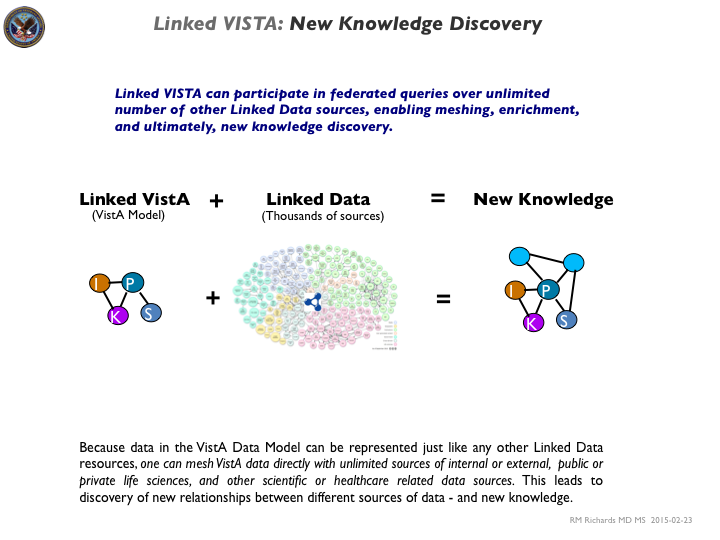 Linked VISTA: New Knowledge Discovery
Linked VISTA can participate in federated queries over unlimited
number of other Linked Data sources, enabling meshing, enrichment,
and ultimately, new knowledge discovery.
Linked VistA + Linked Data = New Knowledge
(VistA Model) (Thousands of sources)
I P
K S
+ =
I P
K S
Because data in the VistA Data Model can be represented just like any other Linked Data
resources, one can mesh VistA data directly with unlimited sources of internal or external, public or
private life sciences, and other scientific or healthcare related data sources. This leads to
discovery of new relationships between different sources of data - and new knowledge.
RM Richards MD MS 2015-02-23